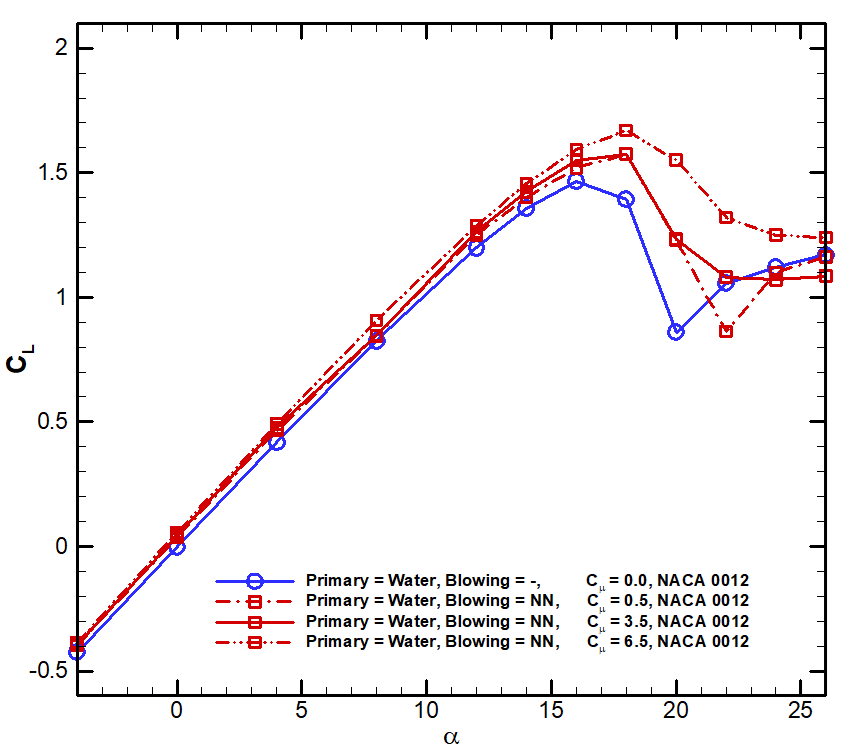 2
1.5
1
0.5
0
-0.5
C_L
0 5 10 15 20 25
α
Primary = Water, Blowing = -, C_μ = 0.0, NACA 0012
Primary = Water, Blowing = NN, C_μ = 0.5, NACA 0012
Primary = Water, Blowing = NN, C_μ = 3.5, NACA 0012
Primary = Water, Blowing = NN, C_μ = 6.5, NACA 0012